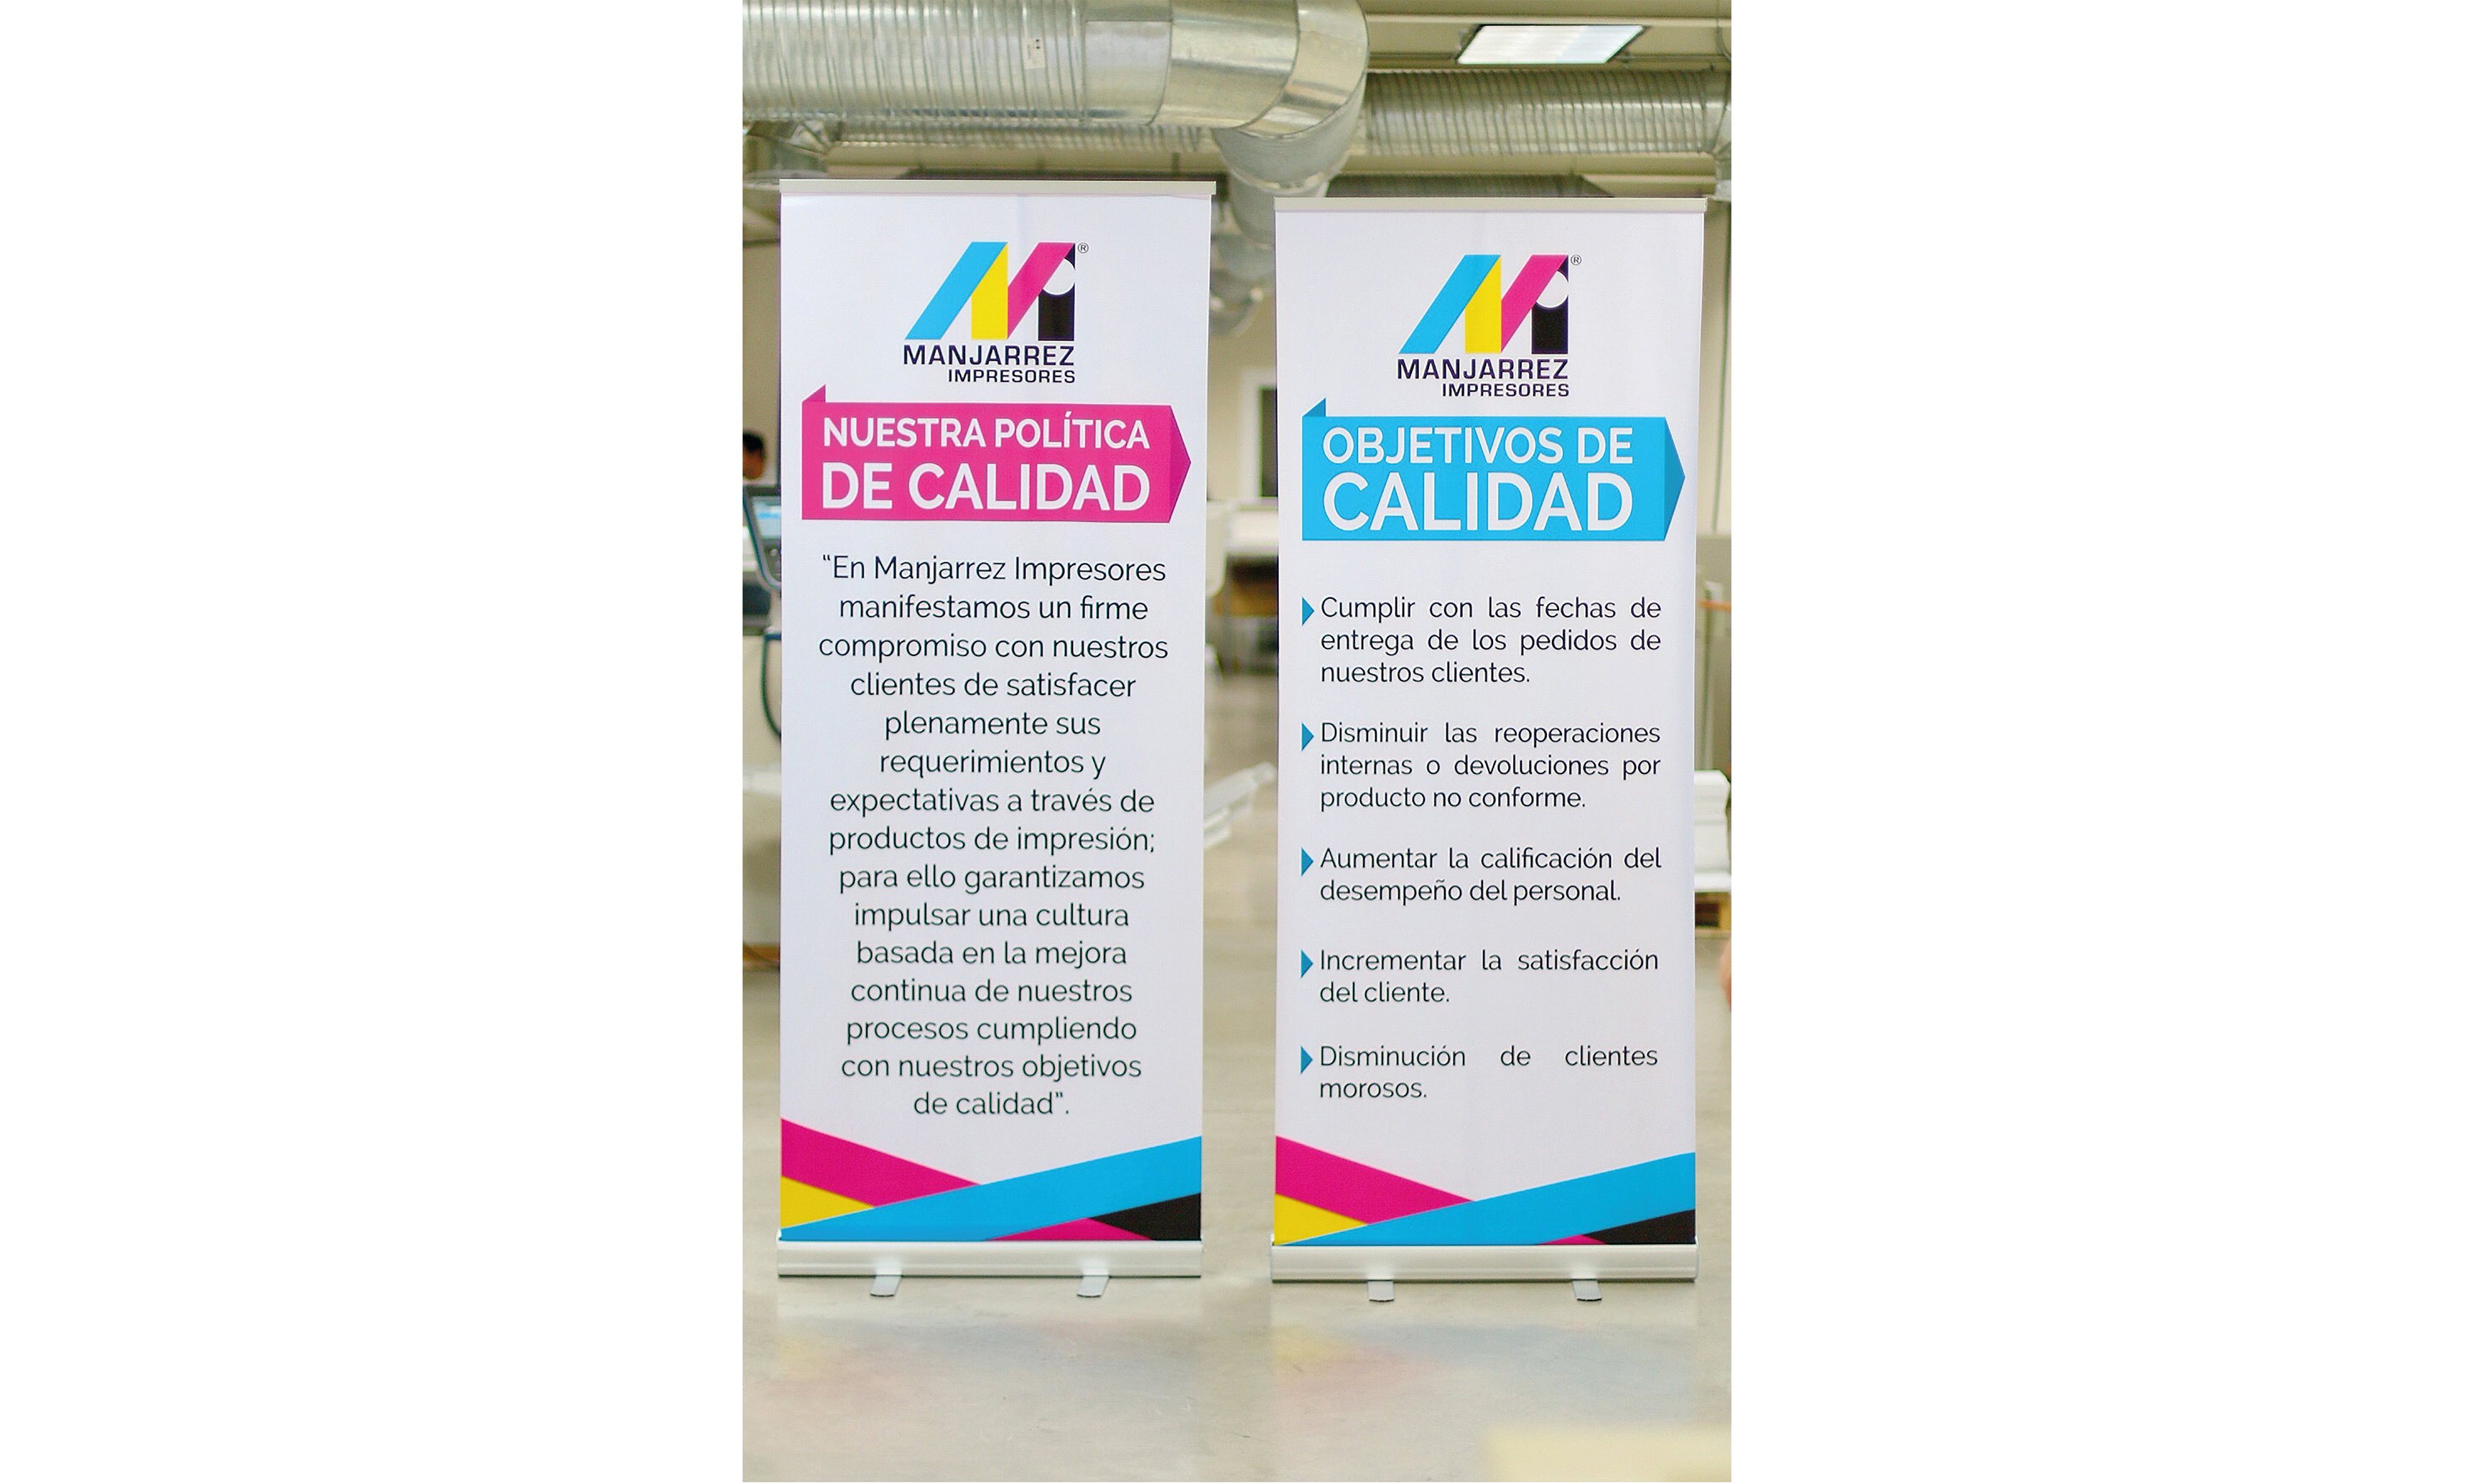 MANJARREZ
IMPRESORES
NUESTRA POLÍTICA
DE CALIDAD
“En Manjarrez Impresores
manifestamos un firme
compromiso con nuestros
clientes de satisfacer
plenamente sus
requerimientos y
expectativas a través de
productos de impresión;
para ello garantizamos
impulsar una cultura
basada en la mejora
continua de nuestros
procesos cumpliendo
con nuestros objetivos
de calidad”.
MANJARREZ
IMPRESORES
OBJETIVOS DE
CALIDAD
Cumplir con las fechas de
entrega de los pedidos de
nuestros clientes.
Disminuir las reoperaciones
internas o devoluciones por
producto no conforme.
Aumentar la calificación del
desempeño del personal.
Incrementar la satisfacción
del cliente.
Disminución de clientes
morosos.